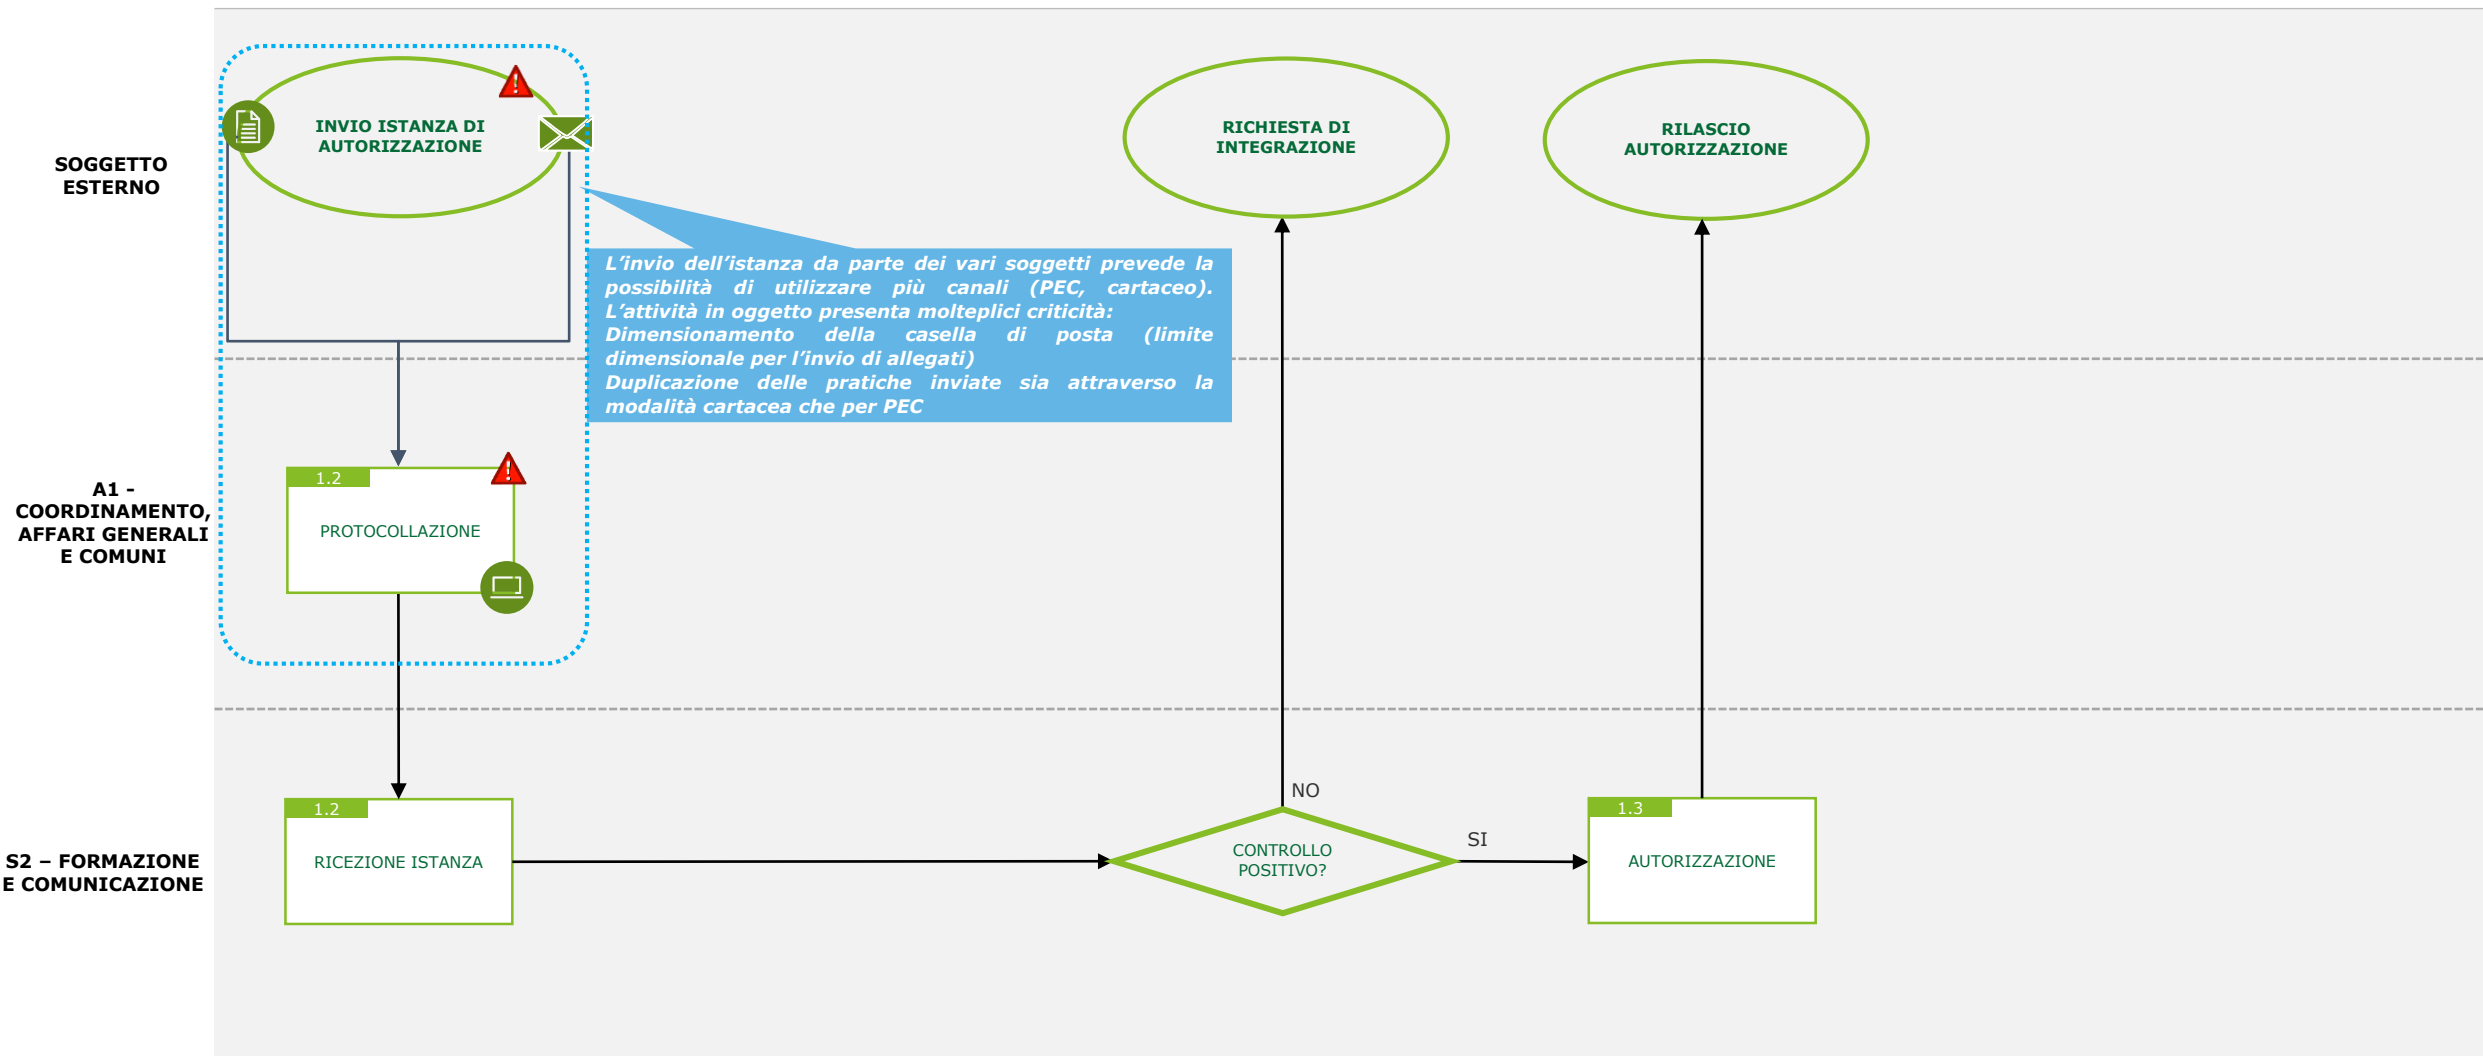 SOGGETTO
ESTERNO
INVIO ISTANZA DI
AUTORIZZAZIONE
RICHIESTA DI
INTEGRAZIONE
RILASCIO
AUTORIZZAZIONE
L’invio dell’istanza da parte dei vari soggetti prevede la
possibilità di utilizzare più canali (PEC, cartaceo).
L’attività in oggetto presenta molteplici criticità:
Dimensionamento della casella di posta (limite
dimensionale per l’invio di allegati)
Duplicazione delle pratiche inviate sia attraverso la
modalità cartacea che per PEC
A1 -
COORDINAMENTO,
AFFARI GENERALI
E COMUNI
1.2
PROTOCOLLAZIONE
S2 – FORMAZIONE
E COMUNICAZIONE
1.2
RICEZIONE ISTANZA
NO
CONTROLLO
POSITIVO?
SI
1.3
AUTORIZZAZIONE